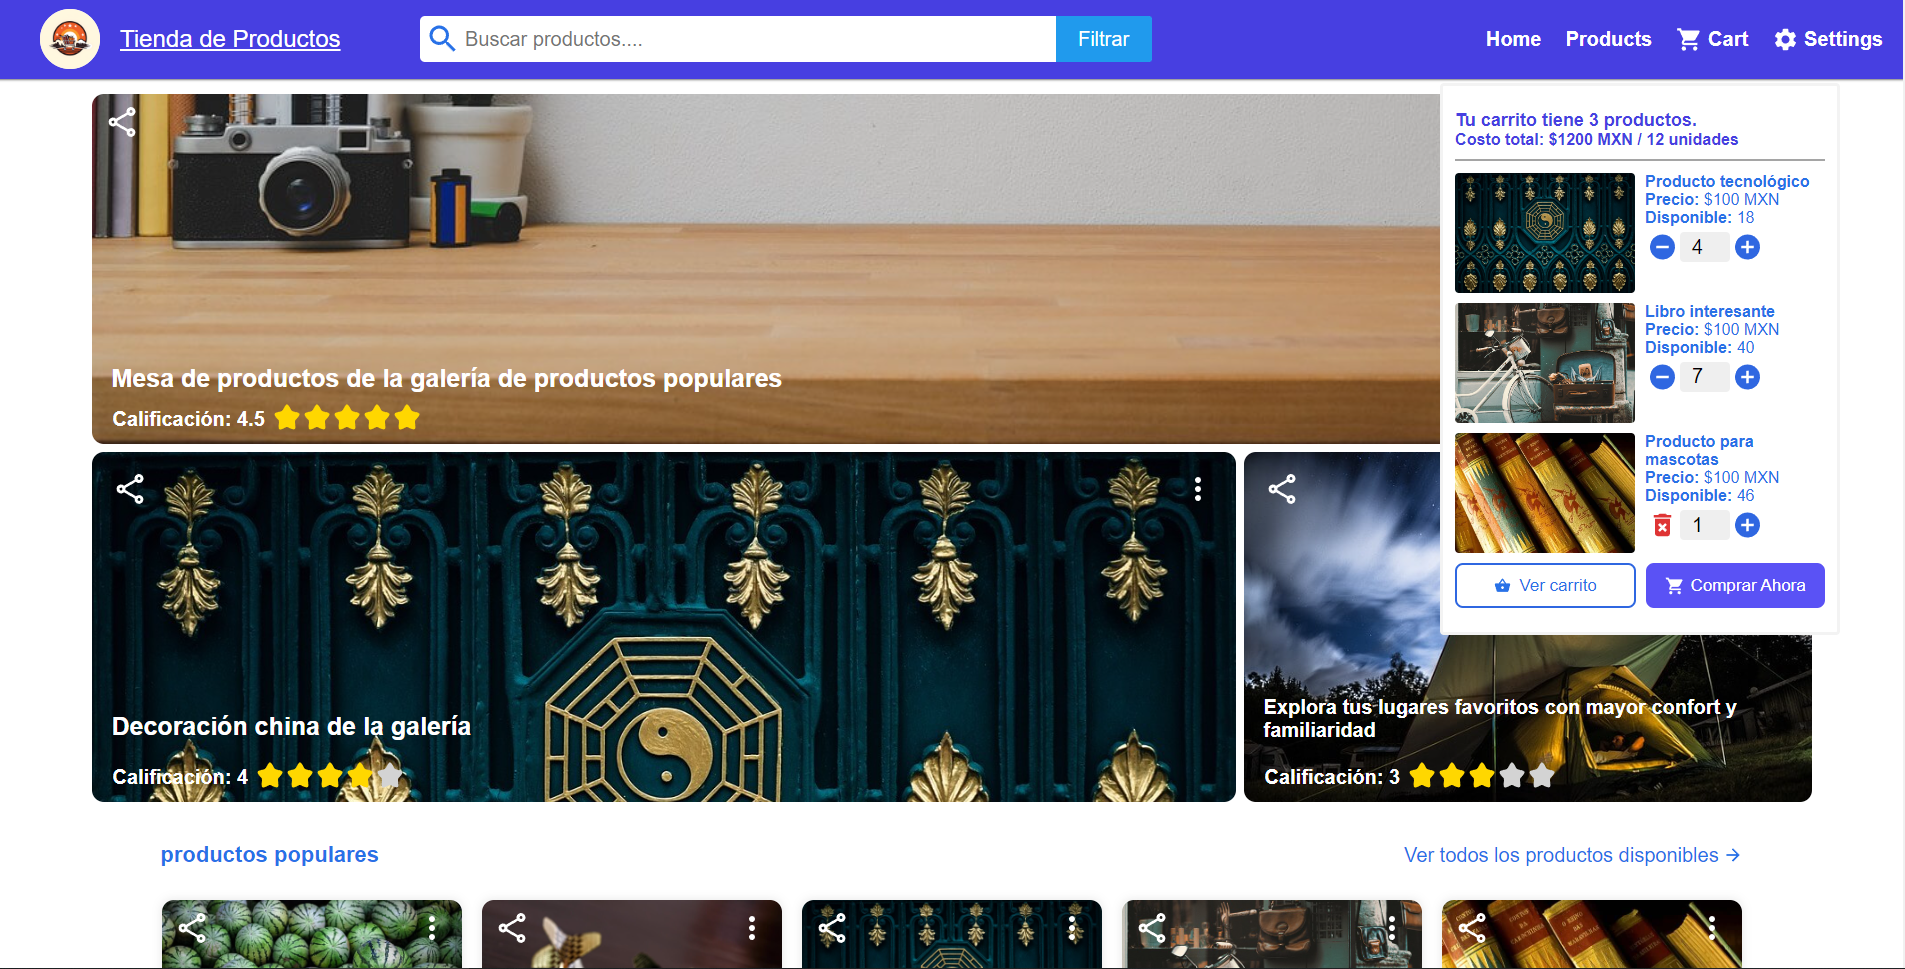 Tienda de Productos
Buscar productos....
Filtrar
Home
Products
Cart
Settings
Tu carrito tiene 3 productos.
Costo total: $1200 MXN / 12 unidades
Producto tecnológico
Precio: $100 MXN
Disponible: 18
4
Libro interesante
Precio: $100 MXN
Disponible: 40
7
Producto para
mascotas
Precio: $100 MXN
Disponible: 46
1
Ver carrito
Comprar Ahora
Mesa de productos de la galería de productos populares
Calificación: 4.5
Decoración china de la galería
Calificación: 4
Explora tus lugares favoritos con mayor confort y
familiaridad
Calificación: 3
productos populares
Ver todos los productos disponibles